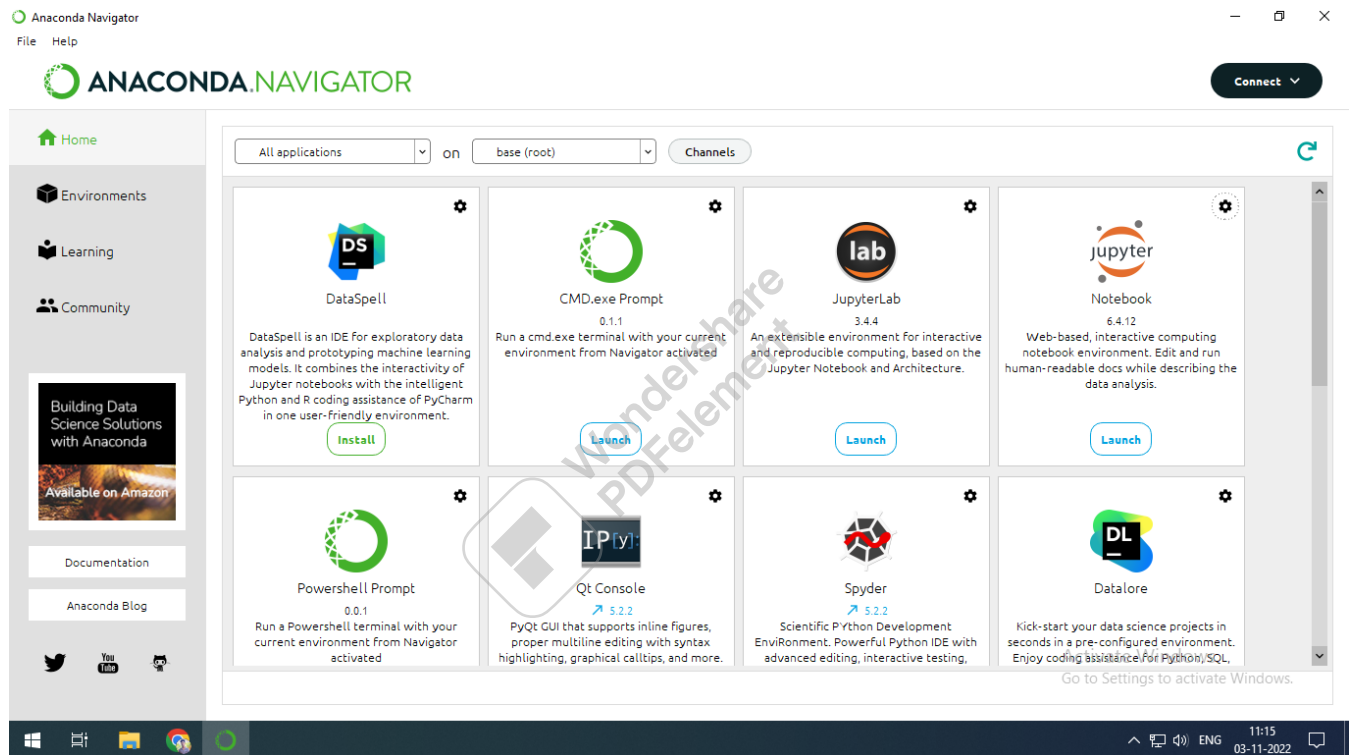 Anaconda Navigator
File Help
ANACONDA.NAVIGATOR
Connect
Home
Environments
Learning
Community
Building Data
Science Solutions
with Anaconda
Available on Amazon
Documentation
Anaconda Blog
You
Tube
All applications on base (root) Channels
DS
DataSpell
DataSpell is an IDE for exploratory data
analysis and prototyping machine learning
models. It combines the interactivity of
Jupyter notebooks with the intelligent
Python and R coding assistance of PyCharm
in one user-friendly environment.
Install
CMD.exe Prompt
0.1.1
Run a cmd.exe terminal with your current
environment from Navigator activated
Launch
lab
JupyterLab
3.4.4
An extensible environment for interactive
and reproducible computing, based on the
Jupyter Notebook and Architecture.
Launch
jupyter
Notebook
6.4.12
Web-based, interactive computing
notebook environment. Edit and run
human-readable docs while describing the
data analysis.
Launch
Powershell Prompt
0.0.1
Run a Powershell terminal with your
current environment from Navigator
activated
IP[y]:
Qt Console
5.2.2
PyQt GUI that supports inline figures,
proper multiline editing with syntax
highlighting, graphical calltips, and more.
Spyder
5.2.2
Scientific PYthon Development
EnviRonment. Powerful Python IDE with
advanced editing, interactive testing,
DL
Datalore
Kick-start your data science projects in
seconds in a pre-configured environment.
Enjoy coding assistance for Python, SQL,
Activate Windows
Go to Settings to activate Windows.
Wondershare
PDFelement
ENG
11:15
03-11-2022